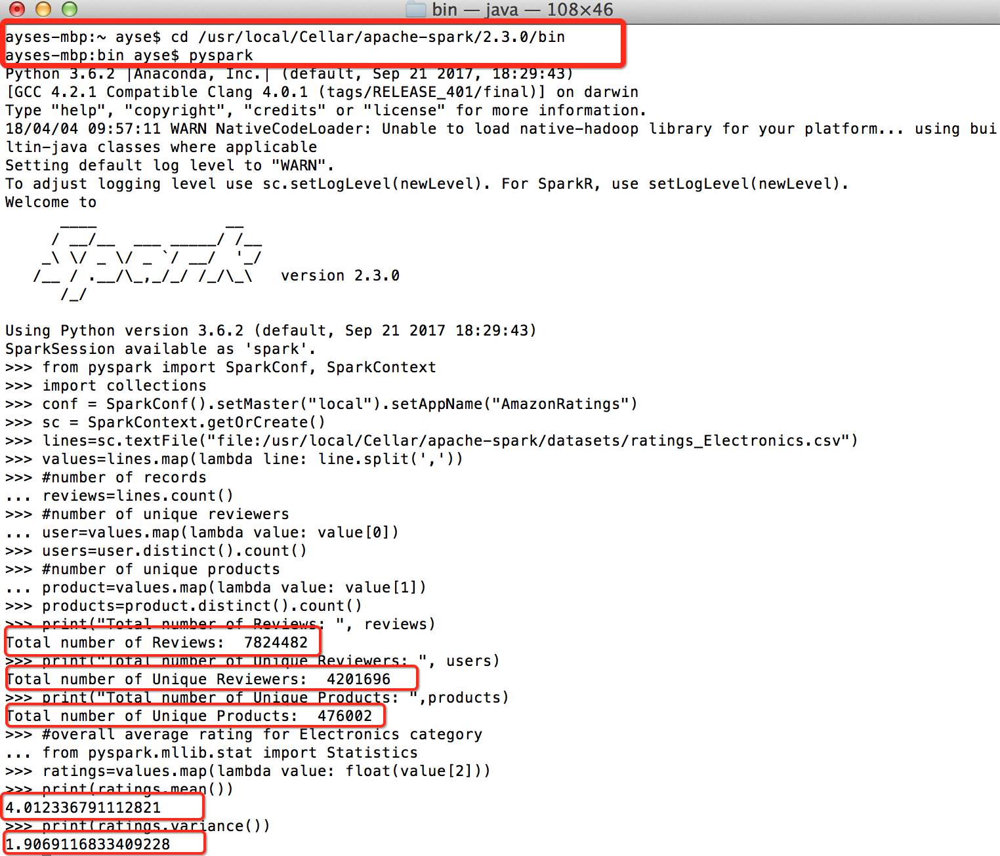 bin — java — 108×46
ayses-mbp:~ ayse$ cd /usr/local/Cellar/apache-spark/2.3.0/bin
ayses-mbp:bin ayse$ pyspark
Python 3.6.2 |Anaconda, Inc.| (default, Sep 21 2017, 18:29:43)
[GCC 4.2.1 Compatible Clang 4.0.1 (tags/RELEASE_401/final)] on darwin
Type "help", "copyright", "credits" or "license" for more information.
18/04/04 09:57:11 WARN NativeCodeLoader: Unable to load native-hadoop library for your platform... using bui
ltin-java classes where applicable
Setting default log level to "WARN".
To adjust logging level use sc.setLogLevel(newLevel). For SparkR, use setLogLevel(newLevel).
Welcome to
      ____              __
     / __/__  ___ _____/ /__
    _\ \/ _ \/ _ `/ __/  '_/
   /__ / .__/\_,_/_/ /_/\_\   version 2.3.0
      /_/
Using Python version 3.6.2 (default, Sep 21 2017 18:29:43)
SparkSession available as 'spark'.
>>> from pyspark import SparkConf, SparkContext
>>> import collections
>>> conf = SparkConf().setMaster("local").setAppName("AmazonRatings")
>>> sc = SparkContext.getOrCreate()
>>> lines=sc.textFile("file:/usr/local/Cellar/apache-spark/datasets/ratings_Electronics.csv")
>>> values=lines.map(lambda line: line.split(','))
>>> #number of records
... reviews=lines.count()
>>> #number of unique reviewers
... user=values.map(lambda value: value[0])
>>> users=user.distinct().count()
>>> #number of unique products
... product=values.map(lambda value: value[1])
>>> products=product.distinct().count()
>>> print("Total number of Reviews: ", reviews)
Total number of Reviews:  7824482
>>> print("Total number of Unique Reviewers: ", users)
Total number of Unique Reviewers:  4201696
>>> print("Total number of Unique Products: ",products)
Total number of Unique Products:  476002
>>> #overall average rating for Electronics category
... from pyspark.mllib.stat import Statistics
>>> ratings=values.map(lambda value: float(value[2]))
>>> print(ratings.mean())
4.012336791112821
>>> print(ratings.variance())
1.9069116833409228